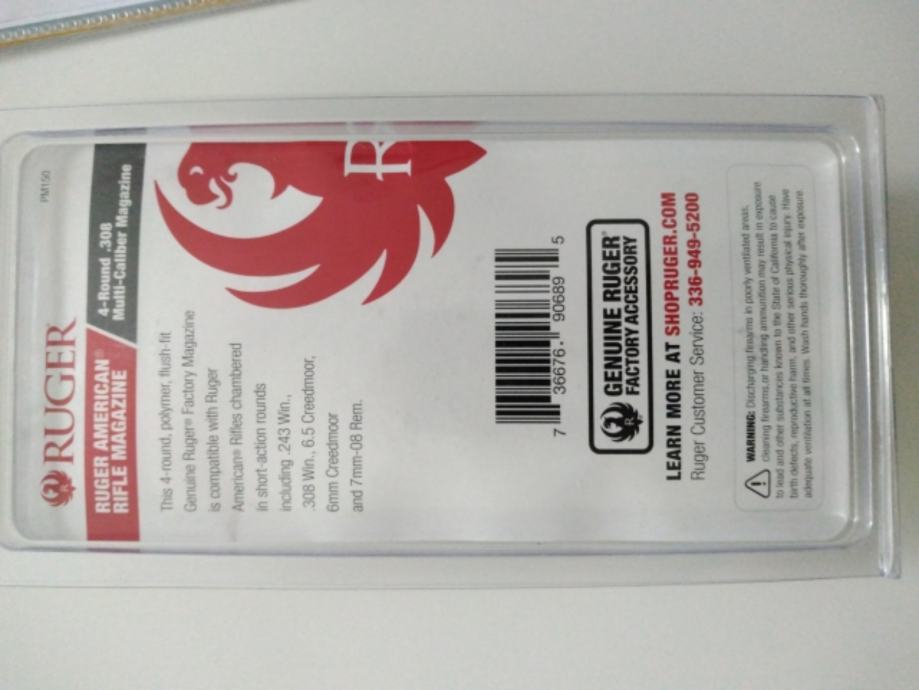 PM150
RUGER
RUGER AMERICAN®
RIFLE MAGAZINE
4-Round .308
Multi-Caliber Magazine
This 4-round, polymer, flush-fit
Genuine Ruger® Factory Magazine
is compatible with Ruger
American® Rifles chambered
in short-action rounds
including .243 Win.,
.308 Win., 6.5 Creedmoor,
6mm Creedmoor
and 7mm-08 Rem.
R
7 36676 90689 5
GENUINE RUGER®
FACTORY ACCESSORY
LEARN MORE AT SHOPRUGER.COM
Ruger Customer Service: 336-949-5200
WARNING: Discharging firearms in poorly ventilated areas,
cleaning firearms or handling ammunition may result in exposure
to lead and other substances known to the State of California to cause
birth defects, reproductive harm, and other serious physical injury. Have
adequate ventilation at all times. Wash hands thoroughly after exposure.